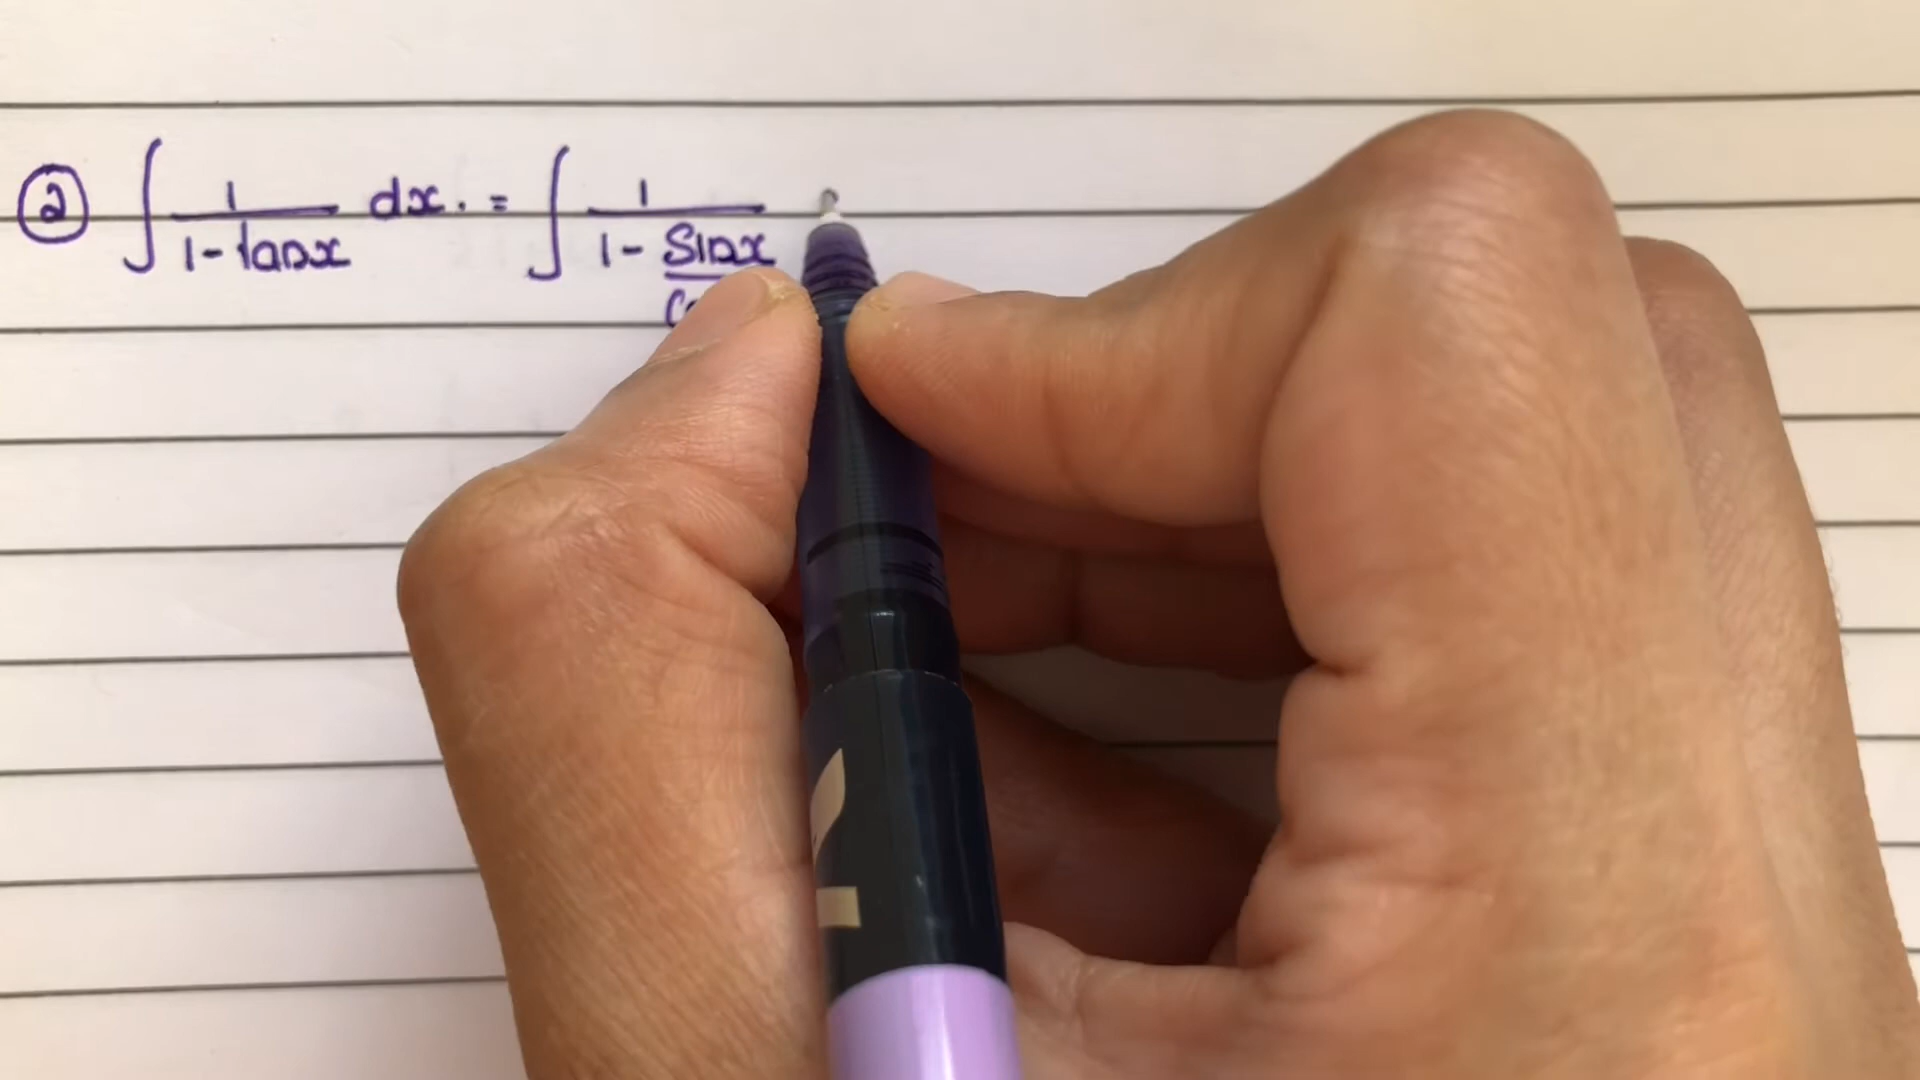 ② ∫ 1/(1-tanx) dx. = ∫ 1/(1-Sinx/